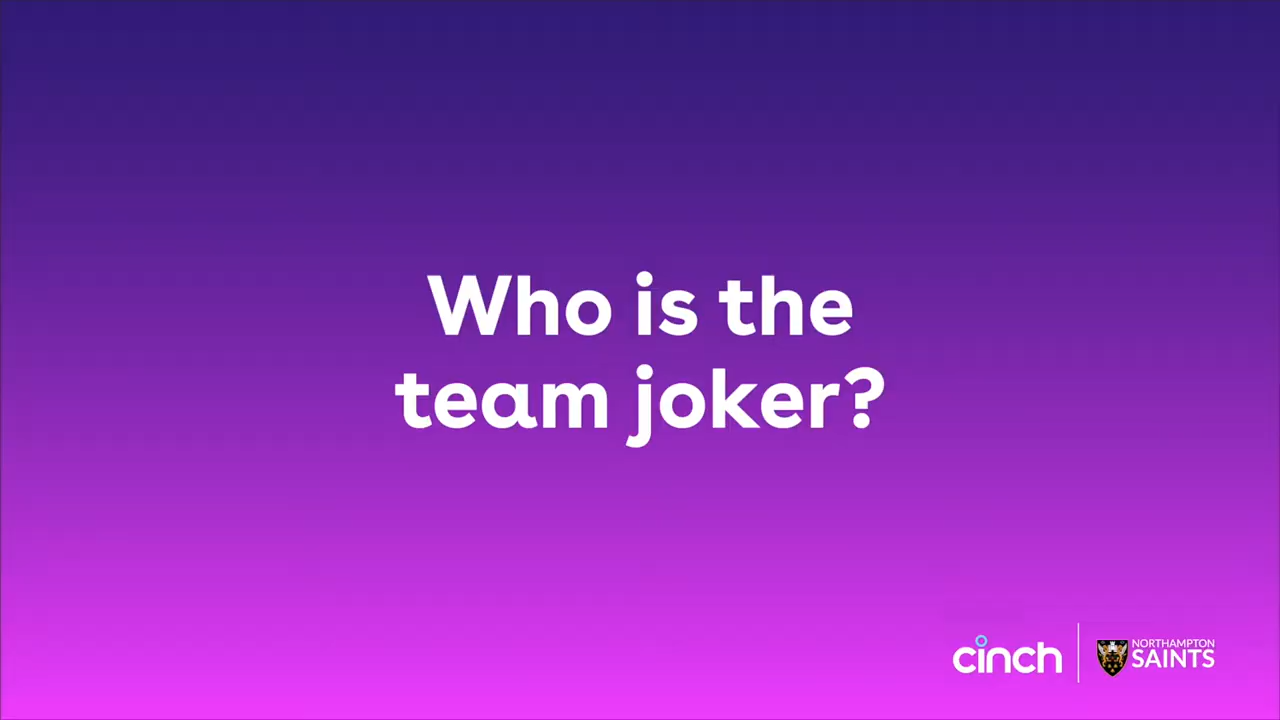 Who is the
team joker?
cinch
NORTHAMPTON
SAINTS